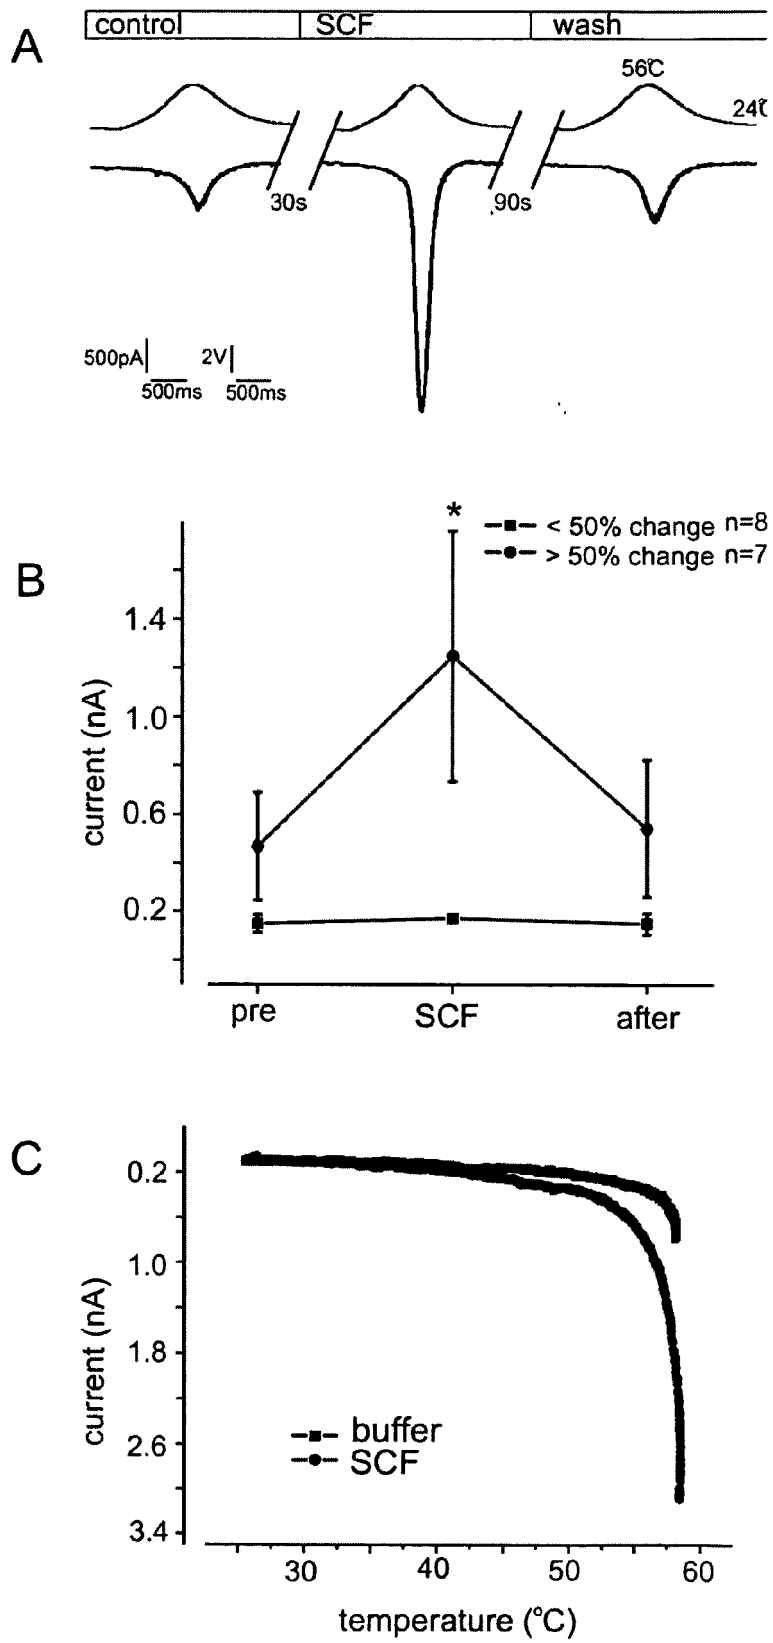 A
control SCF wash
56°C
24°C
30s 90s
500pA 2V
500ms 500ms
B
*
< 50% change n=8
> 50% change n=7
1.4
1.0
0.6
0.2
current (nA)
pre SCF after
C
0.2
1.0
1.8
2.6
3.4
current (nA)
buffer
SCF
30 40 50 60
temperature (°C)